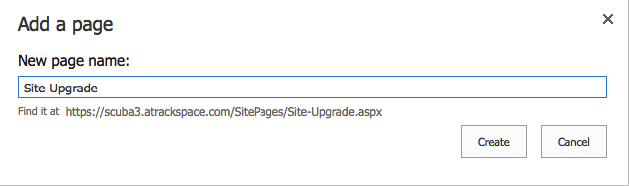 Add a page
New page name:
Site Upgrade
Find it at https://scuba3.atrackspace.com/SitePages/Site-Upgrade.aspx
Create Cancel